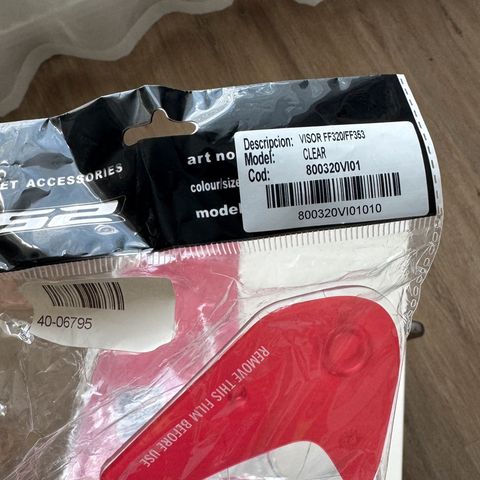 Descripcion: VISOR FF320/FF353
Model: CLEAR
Cod: 800320VI01
800320VI01010
art no
colour/size
model
ET ACCESSORIES
40-06795
REMOVE THIS FILM BEFORE USE